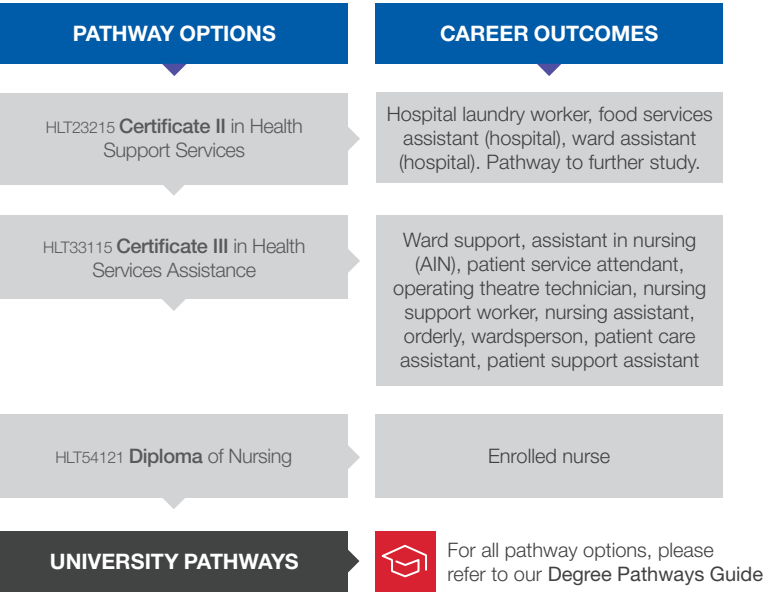 PATHWAY OPTIONS
CAREER OUTCOMES
HLT23215 Certificate II in Health
Support Services
Hospital laundry worker, food services
assistant (hospital), ward assistant
(hospital). Pathway to further study.
HLT33115 Certificate III in Health
Services Assistance
Ward support, assistant in nursing
(AIN), patient service attendant,
operating theatre technician, nursing
support worker, nursing assistant,
orderly, wardsperson, patient care
assistant, patient support assistant
HLT54121 Diploma of Nursing
Enrolled nurse
UNIVERSITY PATHWAYS
For all pathway options, please
refer to our Degree Pathways Guide